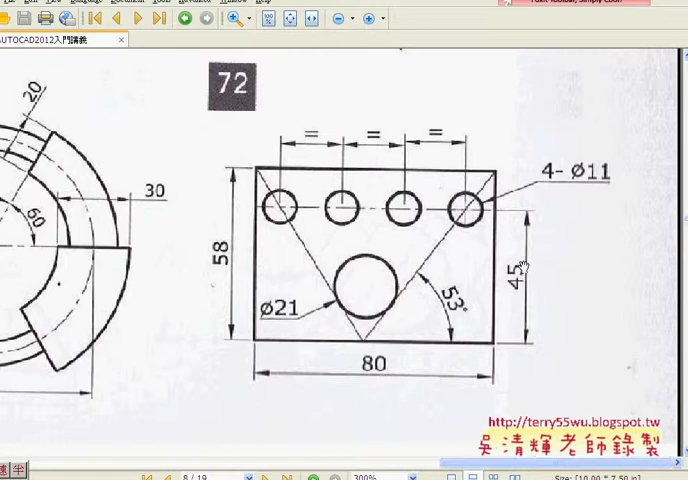 AUTOCAD2012入門講義
72
20
60
30
=
=
=
4- Ø11
58
Ø21
53°
45
80
http://terry55wu.blogspot.tw
吳清輝老師錄製
速 半
8 / 19
300%
Size: [10.00 * 7.50 in]